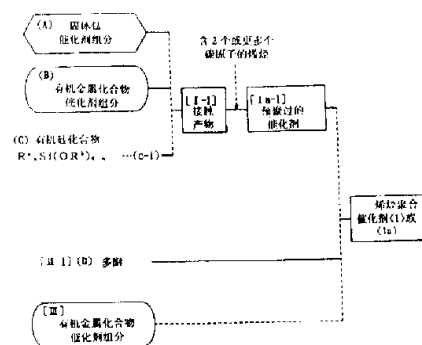 (A) 固体钛
催化剂组分
(B)
有机金属化合物
催化剂组分
(C) 有机硅化合物
…(c-i)
[I-1]
接触
产物
含2个或更多个
碳原子的烯烃
[Ia-1]
预聚过的
催化剂
烯烃聚合
催化剂(1)或
(1a)
[Ⅱ-1] (D) 多醚
[Ⅲ]
有机金属化合物
催化剂组分